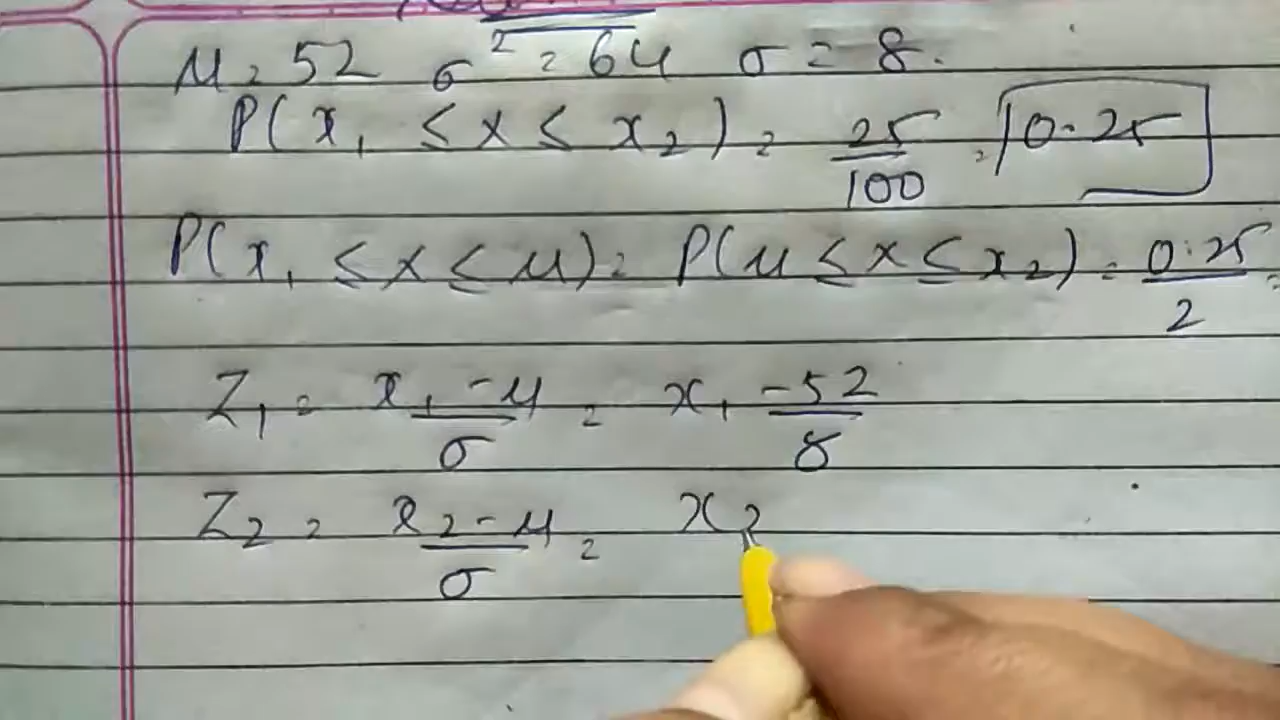 μ = 52 σ² = 64 σ = 8.
P(x₁ ≤ x ≤ x₂) = 25/100 = 0.25
P(x₁ ≤ x ≤ μ) = P(μ ≤ x ≤ x₂) = 0.25/2 =
Z₁ = x₁ - μ/σ = x₁ - 52/8
Z₂ = x₂ - μ/σ = x₂